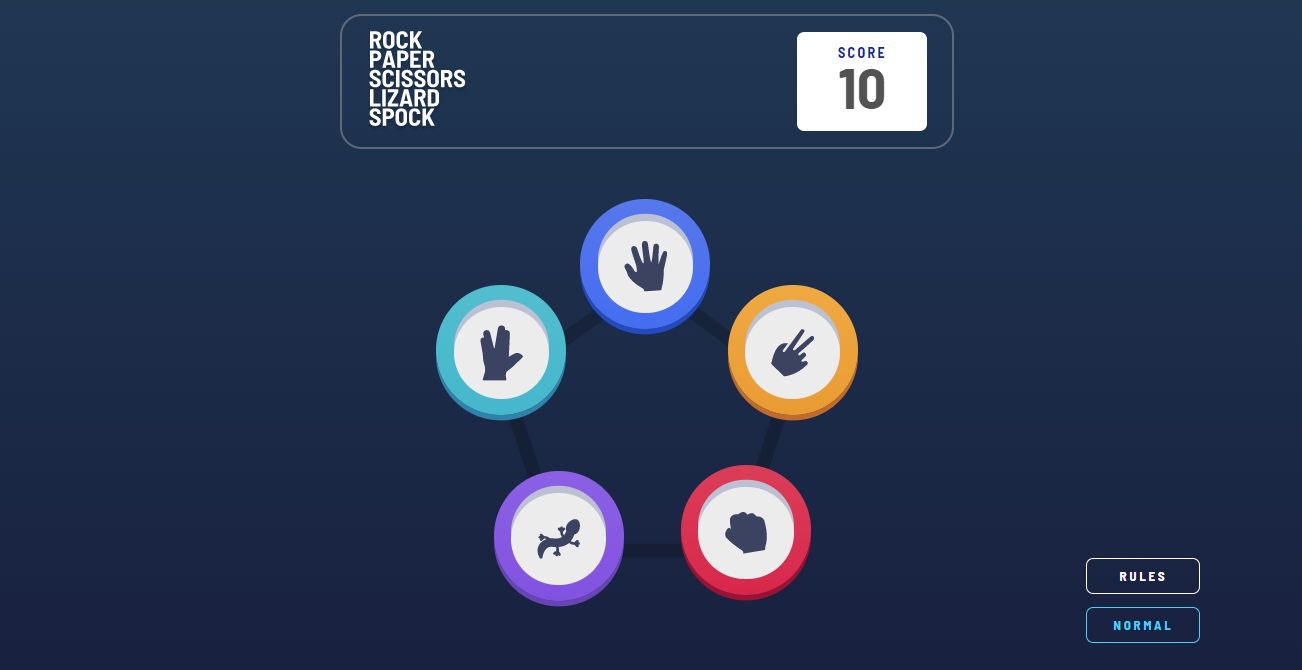 ROCK
PAPER
SCISSORS
LIZARD
SPOCK
SCORE
10
RULES
NORMAL